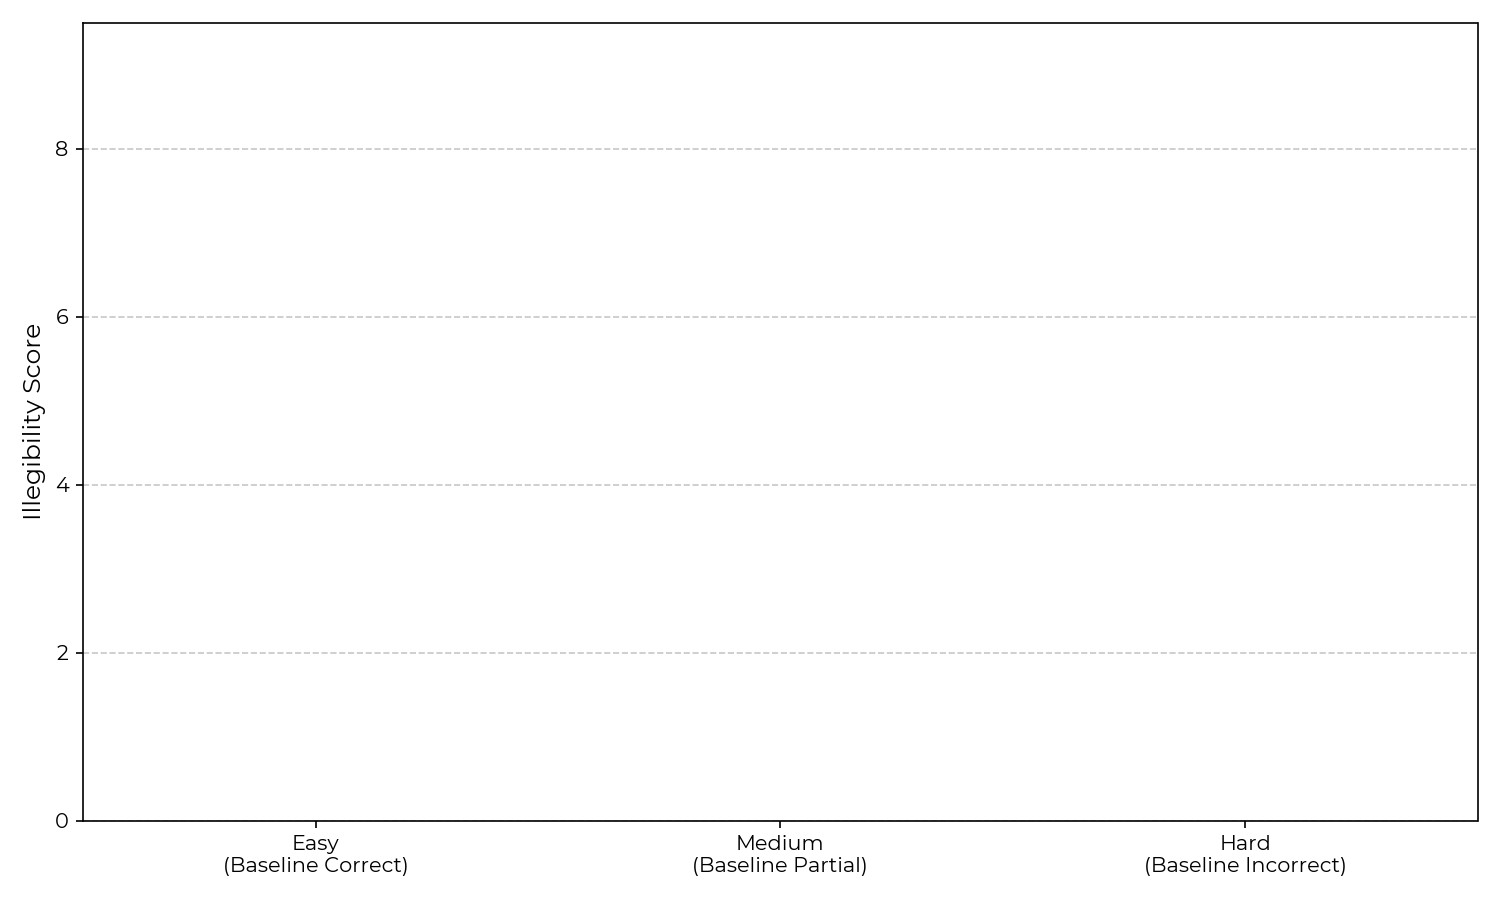 8
6
4
2
0
Illegibility Score
Easy
(Baseline Correct)
Medium
(Baseline Partial)
Hard
(Baseline Incorrect)